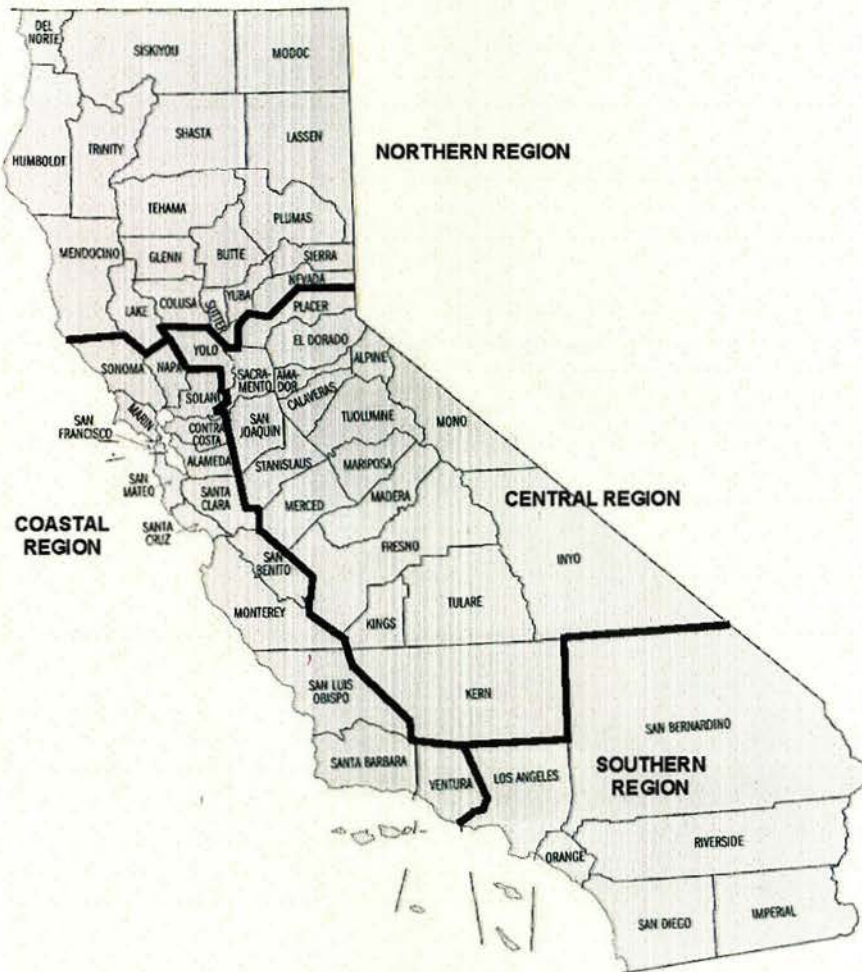 DEL
NORTE
SISKIYOU
MODOC
HUMBOLDT
TRINITY
SHASTA
LASSEN
NORTHERN REGION
TEHAMA
PLUMAS
MENDOCINO
GLENN
BUTTE
SIERRA
NEVADA
LAKE
COLUSA
SUTTER
YUBA
PLACER
YOLO
EL DORADO
ALPINE
SONOMA
NAPA
SACRA-
MENTO
AMA-
DOR
SOLANO
CALAVERAS
MARIN
SAN
FRANCISCO
CONTRA
COSTA
SAN
JOAQUIN
TUOLUMNE
MONO
ALAMEDA
STANISLAUS
MARIPOSA
SAN
MATEO
SANTA
CLARA
MERCED
MADERA
CENTRAL REGION
COASTAL
REGION
SANTA
CRUZ
FRESNO
SAN
BENITO
INYO
MONTEREY
KINGS
TULARE
SAN LUIS
OBISPO
KERN
SAN BERNARDINO
SANTA BARBARA
VENTURA
LOS ANGELES
SOUTHERN
REGION
ORANGE
RIVERSIDE
SAN DIEGO
IMPERIAL